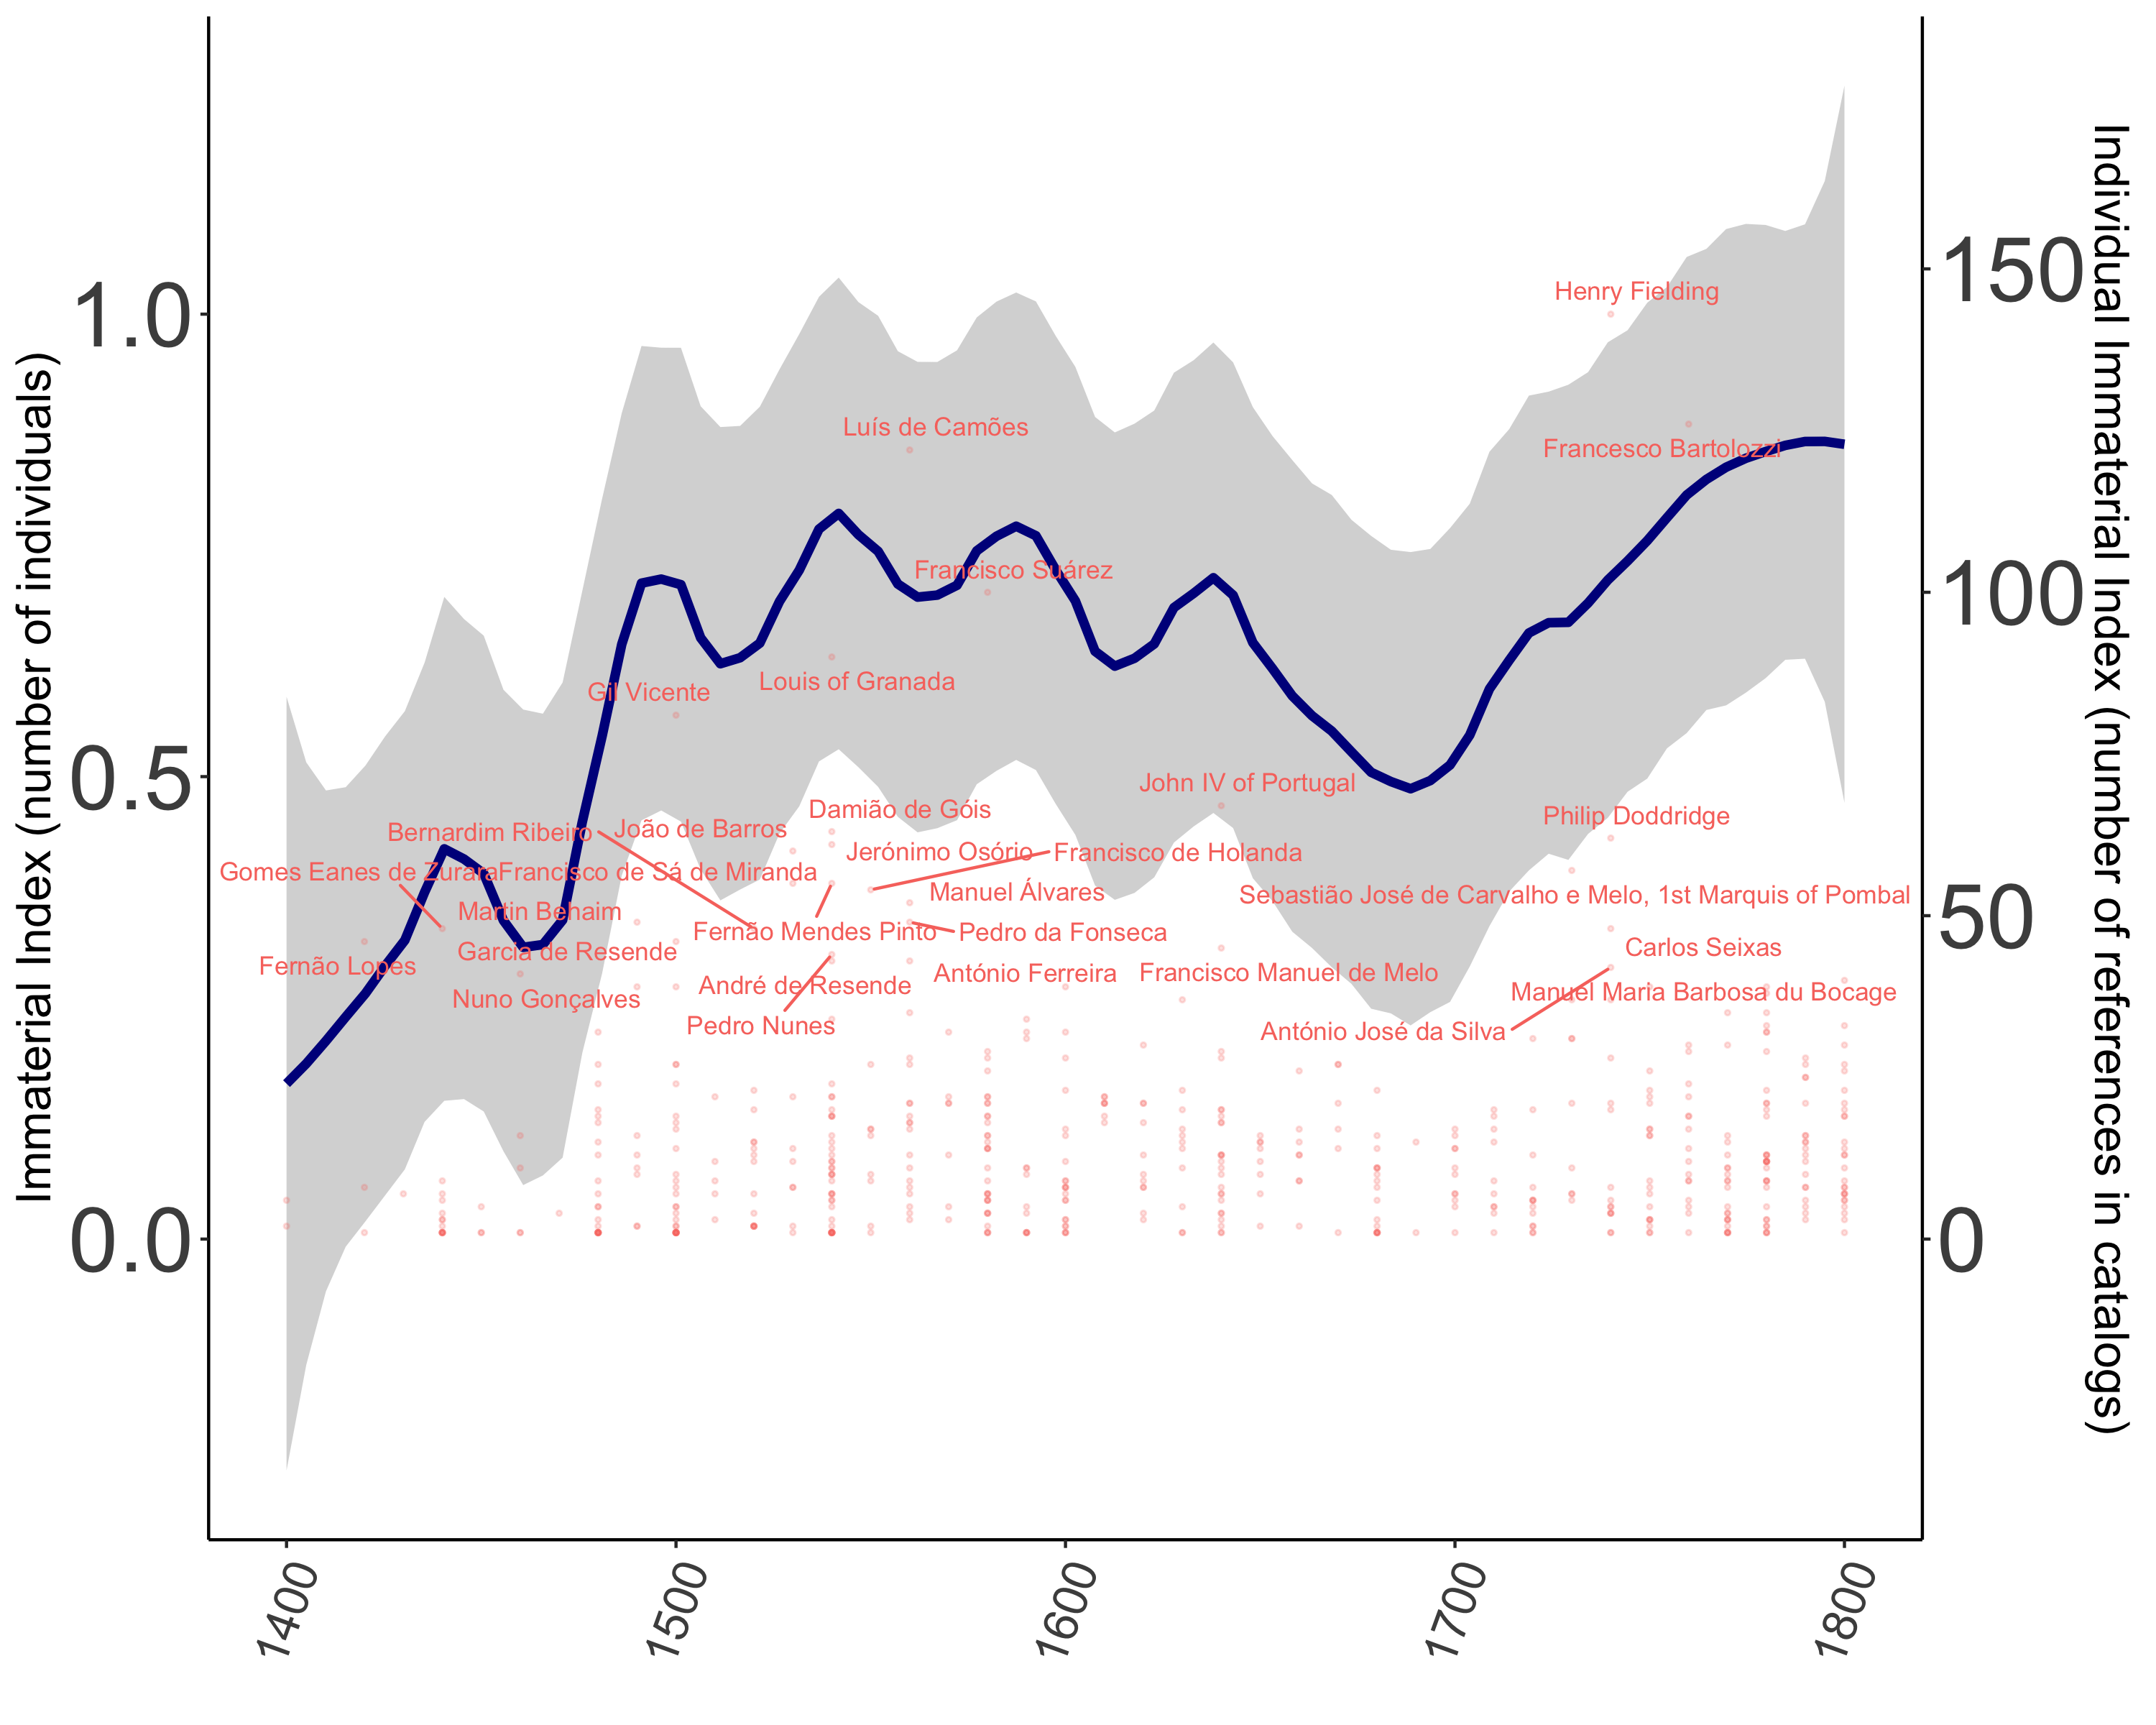 Immaterial Index (number of individuals)
1.0
0.5
0.0
Henry Fielding
Luís de Camões
Francesco Bartolozzi
Francisco Suárez
Louis of Granada
Gil Vicente
John IV of Portugal
Damião de Góis
Philip Doddridge
Bernardim Ribeiro
João de Barros
Jerónimo Osório
Francisco de Holanda
Gomes Eanes de Zurara
Francisco de Sá de Miranda
Manuel Álvares
Sebastião José de Carvalho e Melo, 1st Marquis of Pombal
Martin Behaim
Fernão Mendes Pinto
Pedro da Fonseca
Garcia de Resende
Carlos Seixas
Fernão Lopes
António Ferreira
Francisco Manuel de Melo
André de Resende
Manuel Maria Barbosa du Bocage
Nuno Gonçalves
Pedro Nunes
António José da Silva
150
100
50
0
Individual Immaterial Index (number of references in catalogs)
1400
1500
1600
1700
1800